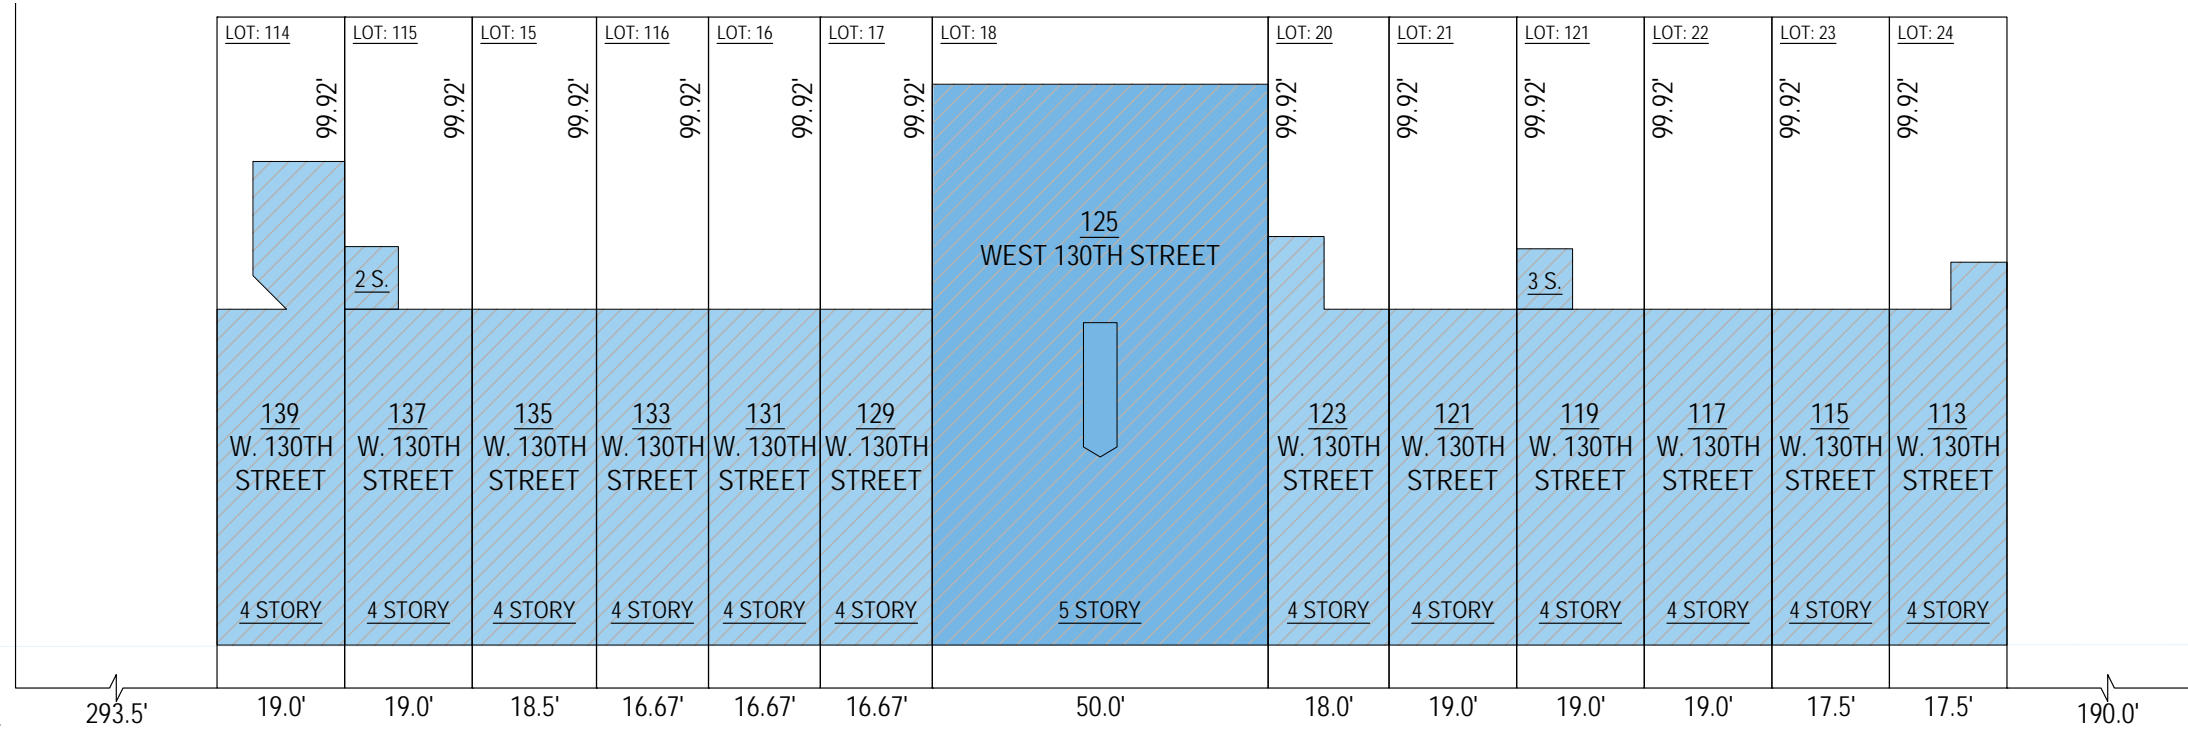 LOT: 114
LOT: 115
LOT: 15
LOT: 116
LOT: 16
LOT: 17
LOT: 18
LOT: 20
LOT: 21
LOT: 121
LOT: 22
LOT: 23
LOT: 24
99.92'
99.92'
99.92'
99.92'
99.92'
99.92'
99.92'
99.92'
99.92'
99.92'
99.92'
99.92'
125
WEST 130TH STREET
2 S.
3 S.
139
W. 130TH
STREET
137
W. 130TH
STREET
135
W. 130TH
STREET
133
W. 130TH
STREET
131
W. 130TH
STREET
129
W. 130TH
STREET
123
W. 130TH
STREET
121
W. 130TH
STREET
119
W. 130TH
STREET
117
W. 130TH
STREET
115
W. 130TH
STREET
113
W. 130TH
STREET
4 STORY
4 STORY
4 STORY
4 STORY
4 STORY
4 STORY
5 STORY
4 STORY
4 STORY
4 STORY
4 STORY
4 STORY
4 STORY
293.5'
19.0'
19.0'
18.5'
16.67'
16.67'
16.67'
50.0'
18.0'
19.0'
19.0'
19.0'
17.5'
17.5'
190.0'